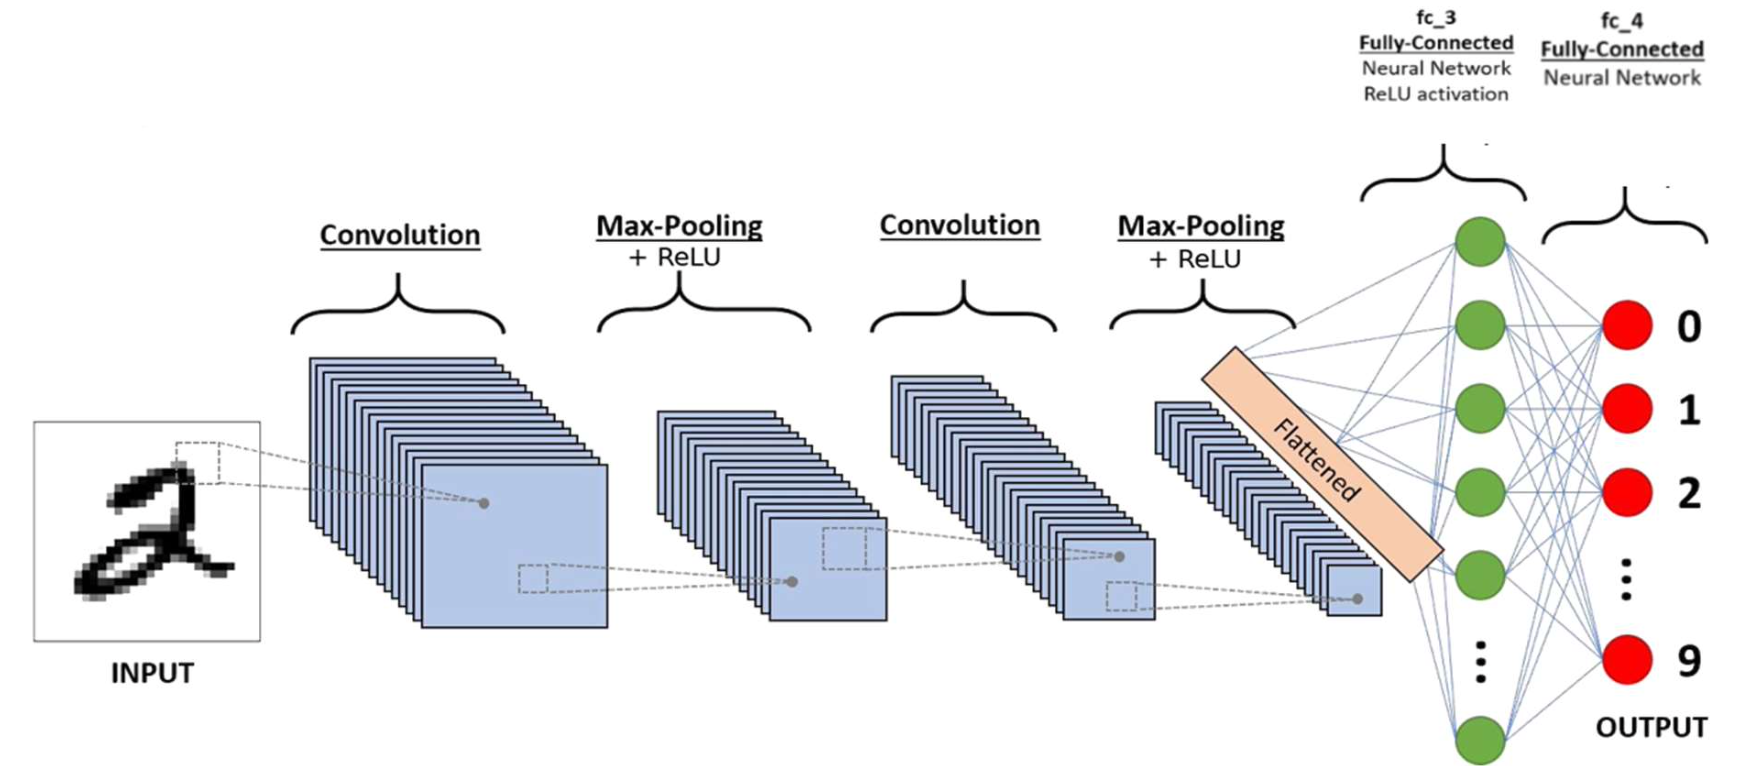 fc_3
Fully-Connected
Neural Network
ReLU activation
fc_4
Fully-Connected
Neural Network
Convolution
Max-Pooling
+ ReLU
Convolution
Max-Pooling
+ ReLU
Flattened
INPUT
0
1
2
9
OUTPUT